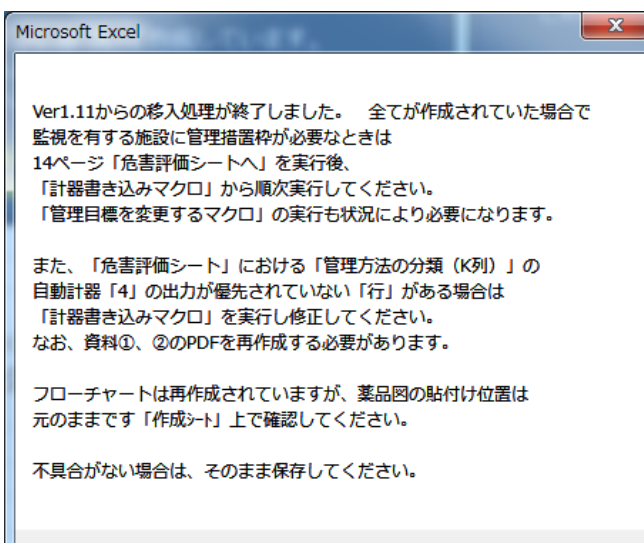 Microsoft Excel
Ver1.11からの移入処理が終了しました。　全てが作成されていた場合で
監視を有する施設に管理措置枠が必要なときは
14ページ「危害評価シートへ」を実行後、
「計器書き込みマクロ」から順次実行してください。
「管理目標を変更するマクロ」の実行も状況により必要になります。
また、「危害評価シート」における「管理方法の分類（K列）」の
自動計器「4」の出力が優先されていない「行」がある場合は
「計器書き込みマクロ」を実行し修正してください。
なお、資料①、②のPDFを再作成する必要があります。
フローチャートは再作成されていますが、薬品図の貼付け位置は
元のままです「作成ｼｰﾄ」上で確認してください。
不具合がない場合は、そのまま保存してください。